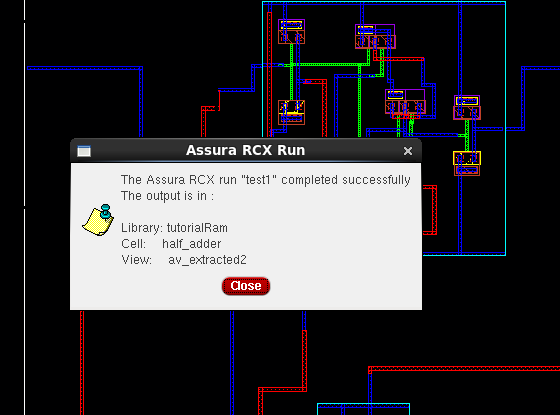 Assura RCX Run
The Assura RCX run "test1" completed successfully
The output is in :
Library: tutorialRam
Cell: half_adder
View: av_extracted2
Close